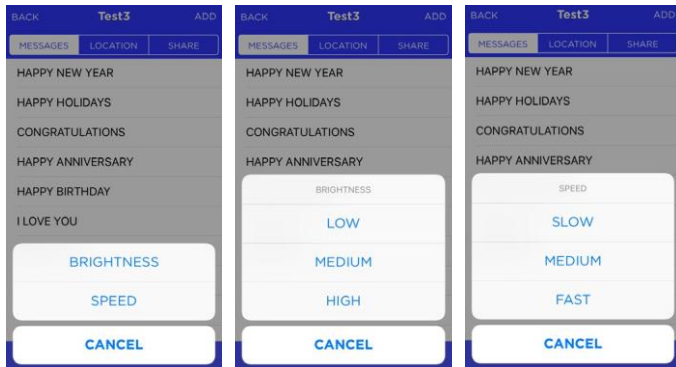 BACK Test3 ADD
MESSAGES LOCATION SHARE
HAPPY NEW YEAR
HAPPY HOLIDAYS
CONGRATULATIONS
HAPPY ANNIVERSARY
HAPPY BIRTHDAY
I LOVE YOU
BRIGHTNESS
SPEED
CANCEL
BACK Test3 ADD
MESSAGES LOCATION SHARE
HAPPY NEW YEAR
HAPPY HOLIDAYS
CONGRATULATIONS
HAPPY ANNIVERSARY
BRIGHTNESS
LOW
MEDIUM
HIGH
CANCEL
BACK Test3 ADD
MESSAGES LOCATION SHARE
HAPPY NEW YEAR
HAPPY HOLIDAYS
CONGRATULATIONS
HAPPY ANNIVERSARY
SPEED
SLOW
MEDIUM
FAST
CANCEL